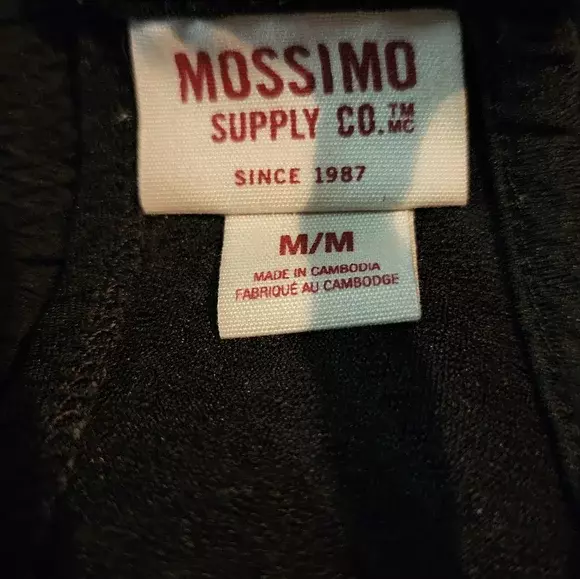 MOSSIMO
SUPPLY CO.™ MC
SINCE 1987
M/M
MADE IN CAMBODIA
FABRIQUÉ AU CAMBODGE